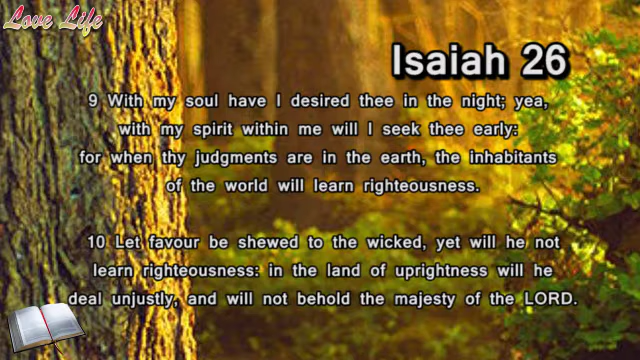 Love Life
Isaiah 26
9 With my soul have I desired thee in the night; yea,
with my spirit within me will I seek thee early:
for when thy judgments are in the earth, the inhabitants
of the world will learn righteousness.
10 Let favour be shewed to the wicked, yet will he not
learn righteousness: in the land of uprightness will he
deal unjustly, and will not behold the majesty of the LORD.